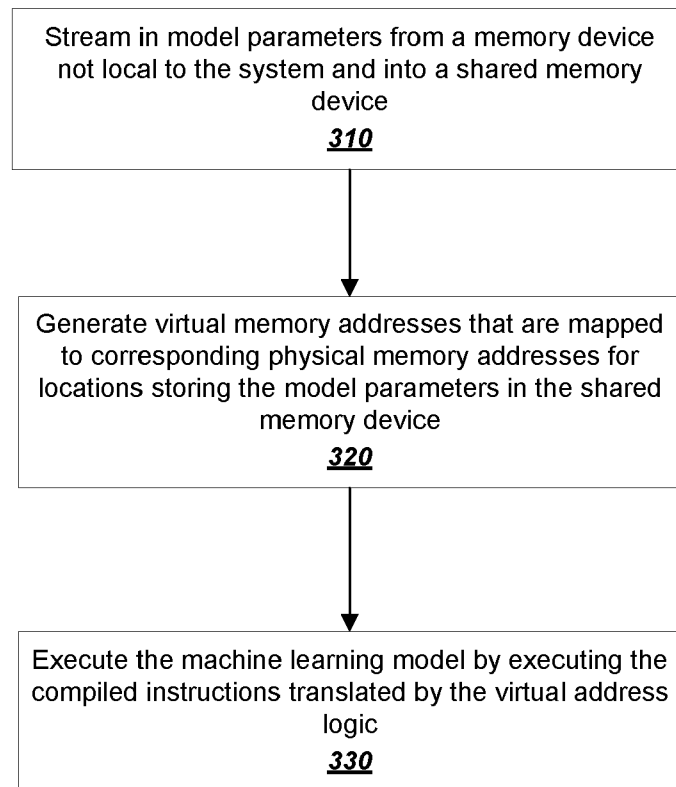 Stream in model parameters from a memory device
not local to the system and into a shared memory
device
310
Generate virtual memory addresses that are mapped
to corresponding physical memory addresses for
locations storing the model parameters in the shared
memory device
320
Execute the machine learning model by executing the
compiled instructions translated by the virtual address
logic
330